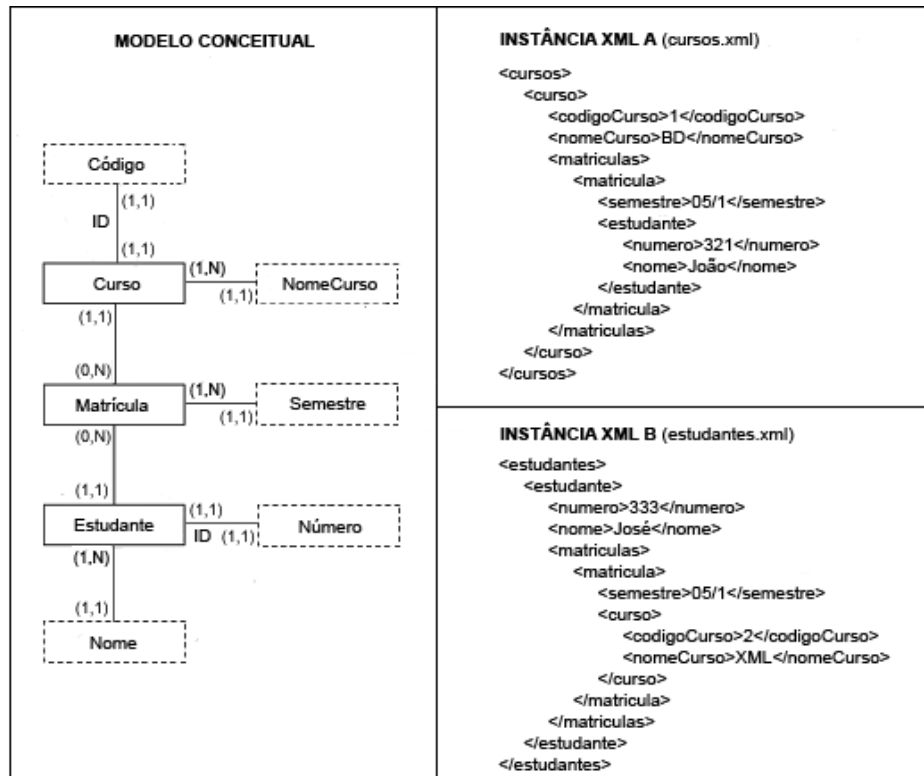 MODELO CONCEITUAL
Código
(1,1)
ID
(1,1)
Curso
(1,N)
(1,1)
NomeCurso
(1,1)
(0,N)
Matrícula
(1,N)
(1,1)
Semestre
(0,N)
(1,1)
Estudante
(1,1)
ID (1,1)
Número
(1,N)
(1,1)
Nome
INSTÂNCIA XML A (cursos.xml)
<cursos>
<curso>
<codigoCurso>1</codigoCurso>
<nomeCurso>BD</nomeCurso>
<matriculas>
<matricula>
<semestre>05/1</semestre>
<estudante>
<numero>321</numero>
<nome>João</nome>
</estudante>
</matricula>
</matriculas>
</curso>
</cursos>
INSTÂNCIA XML B (estudantes.xml)
<estudantes>
<estudante>
<numero>333</numero>
<nome>José</nome>
<matriculas>
<matricula>
<semestre>05/1</semestre>
<curso>
<codigoCurso>2</codigoCurso>
<nomeCurso>XML</nomeCurso>
</curso>
</matricula>
</matriculas>
</estudante>
</estudantes>